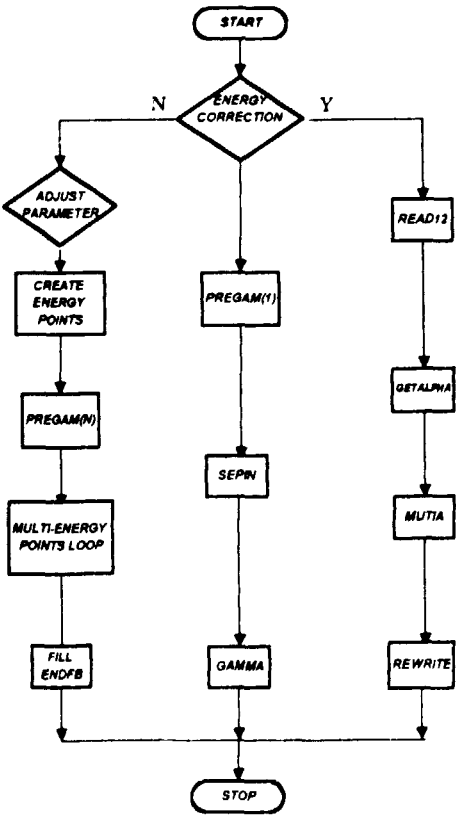 START
N
ENERGY
CORRECTION
Y
ADJUST
PARAMETER
READ12
CREATE
ENERGY
POINTS
PREGAM(1)
GETALPHA
PREGAM(N)
SEPIN
MULTI-ENERGY
POINTS LOOP
MUTIA
FILL
ENDFB
GAMMA
REWRITE
STOP